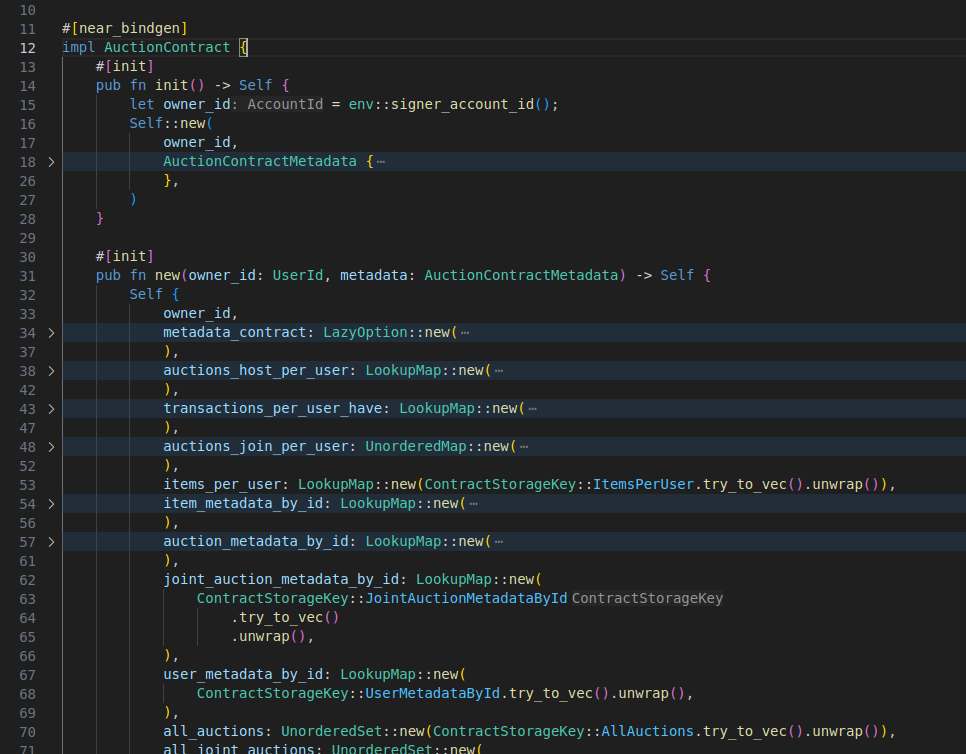 10
11 #[near_bindgen]
12 impl AuctionContract {
13     #[init]
14     pub fn init() -> Self {
15         let owner_id: AccountId = env::signer_account_id();
16         Self::new(
17             owner_id,
18 >           AuctionContractMetadata { ⋯
26             },
27         )
28     }
29
30     #[init]
31     pub fn new(owner_id: UserId, metadata: AuctionContractMetadata) -> Self {
32         Self {
33             owner_id,
34 >           metadata_contract: LazyOption::new( ⋯
37             ),
38 >           auctions_host_per_user: LookupMap::new( ⋯
42             ),
43 >           transactions_per_user_have: LookupMap::new( ⋯
47             ),
48 >           auctions_join_per_user: UnorderedMap::new( ⋯
52             ),
53             items_per_user: LookupMap::new(ContractStorageKey::ItemsPerUser.try_to_vec().unwrap()),
54 >           item_metadata_by_id: LookupMap::new( ⋯
56             ),
57 >           auction_metadata_by_id: LookupMap::new( ⋯
61             ),
62             joint_auction_metadata_by_id: LookupMap::new(
63                 ContractStorageKey::JointAuctionMetadataById ContractStorageKey
64                     .try_to_vec()
65                     .unwrap(),
66             ),
67             user_metadata_by_id: LookupMap::new(
68                 ContractStorageKey::UserMetadataById.try_to_vec().unwrap(),
69             ),
70             all_auctions: UnorderedSet::new(ContractStorageKey::AllAuctions.try_to_vec().unwrap()),
71             all_joint_auctions: UnorderedSet::new(